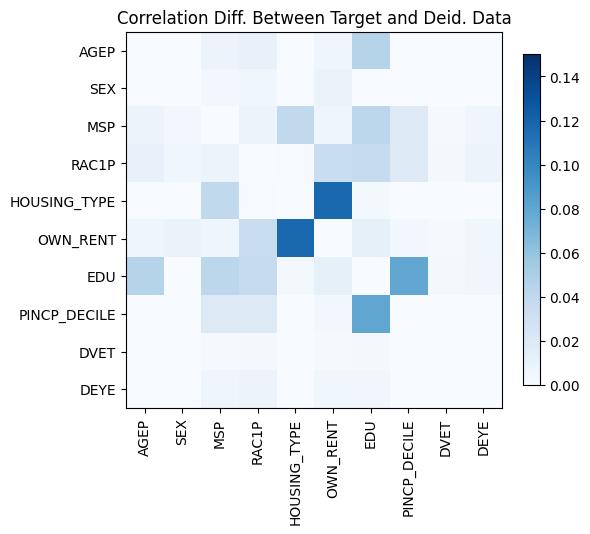 Correlation Diff. Between Target and Deid. Data
AGEP
SEX
MSP
RAC1P
HOUSING_TYPE
OWN_RENT
EDU
PINCP_DECILE
DVET
DEYE
AGEP
SEX
MSP
RAC1P
HOUSING_TYPE
OWN_RENT
EDU
PINCP_DECILE
DVET
DEYE
0.14
0.12
0.10
0.08
0.06
0.04
0.02
0.00